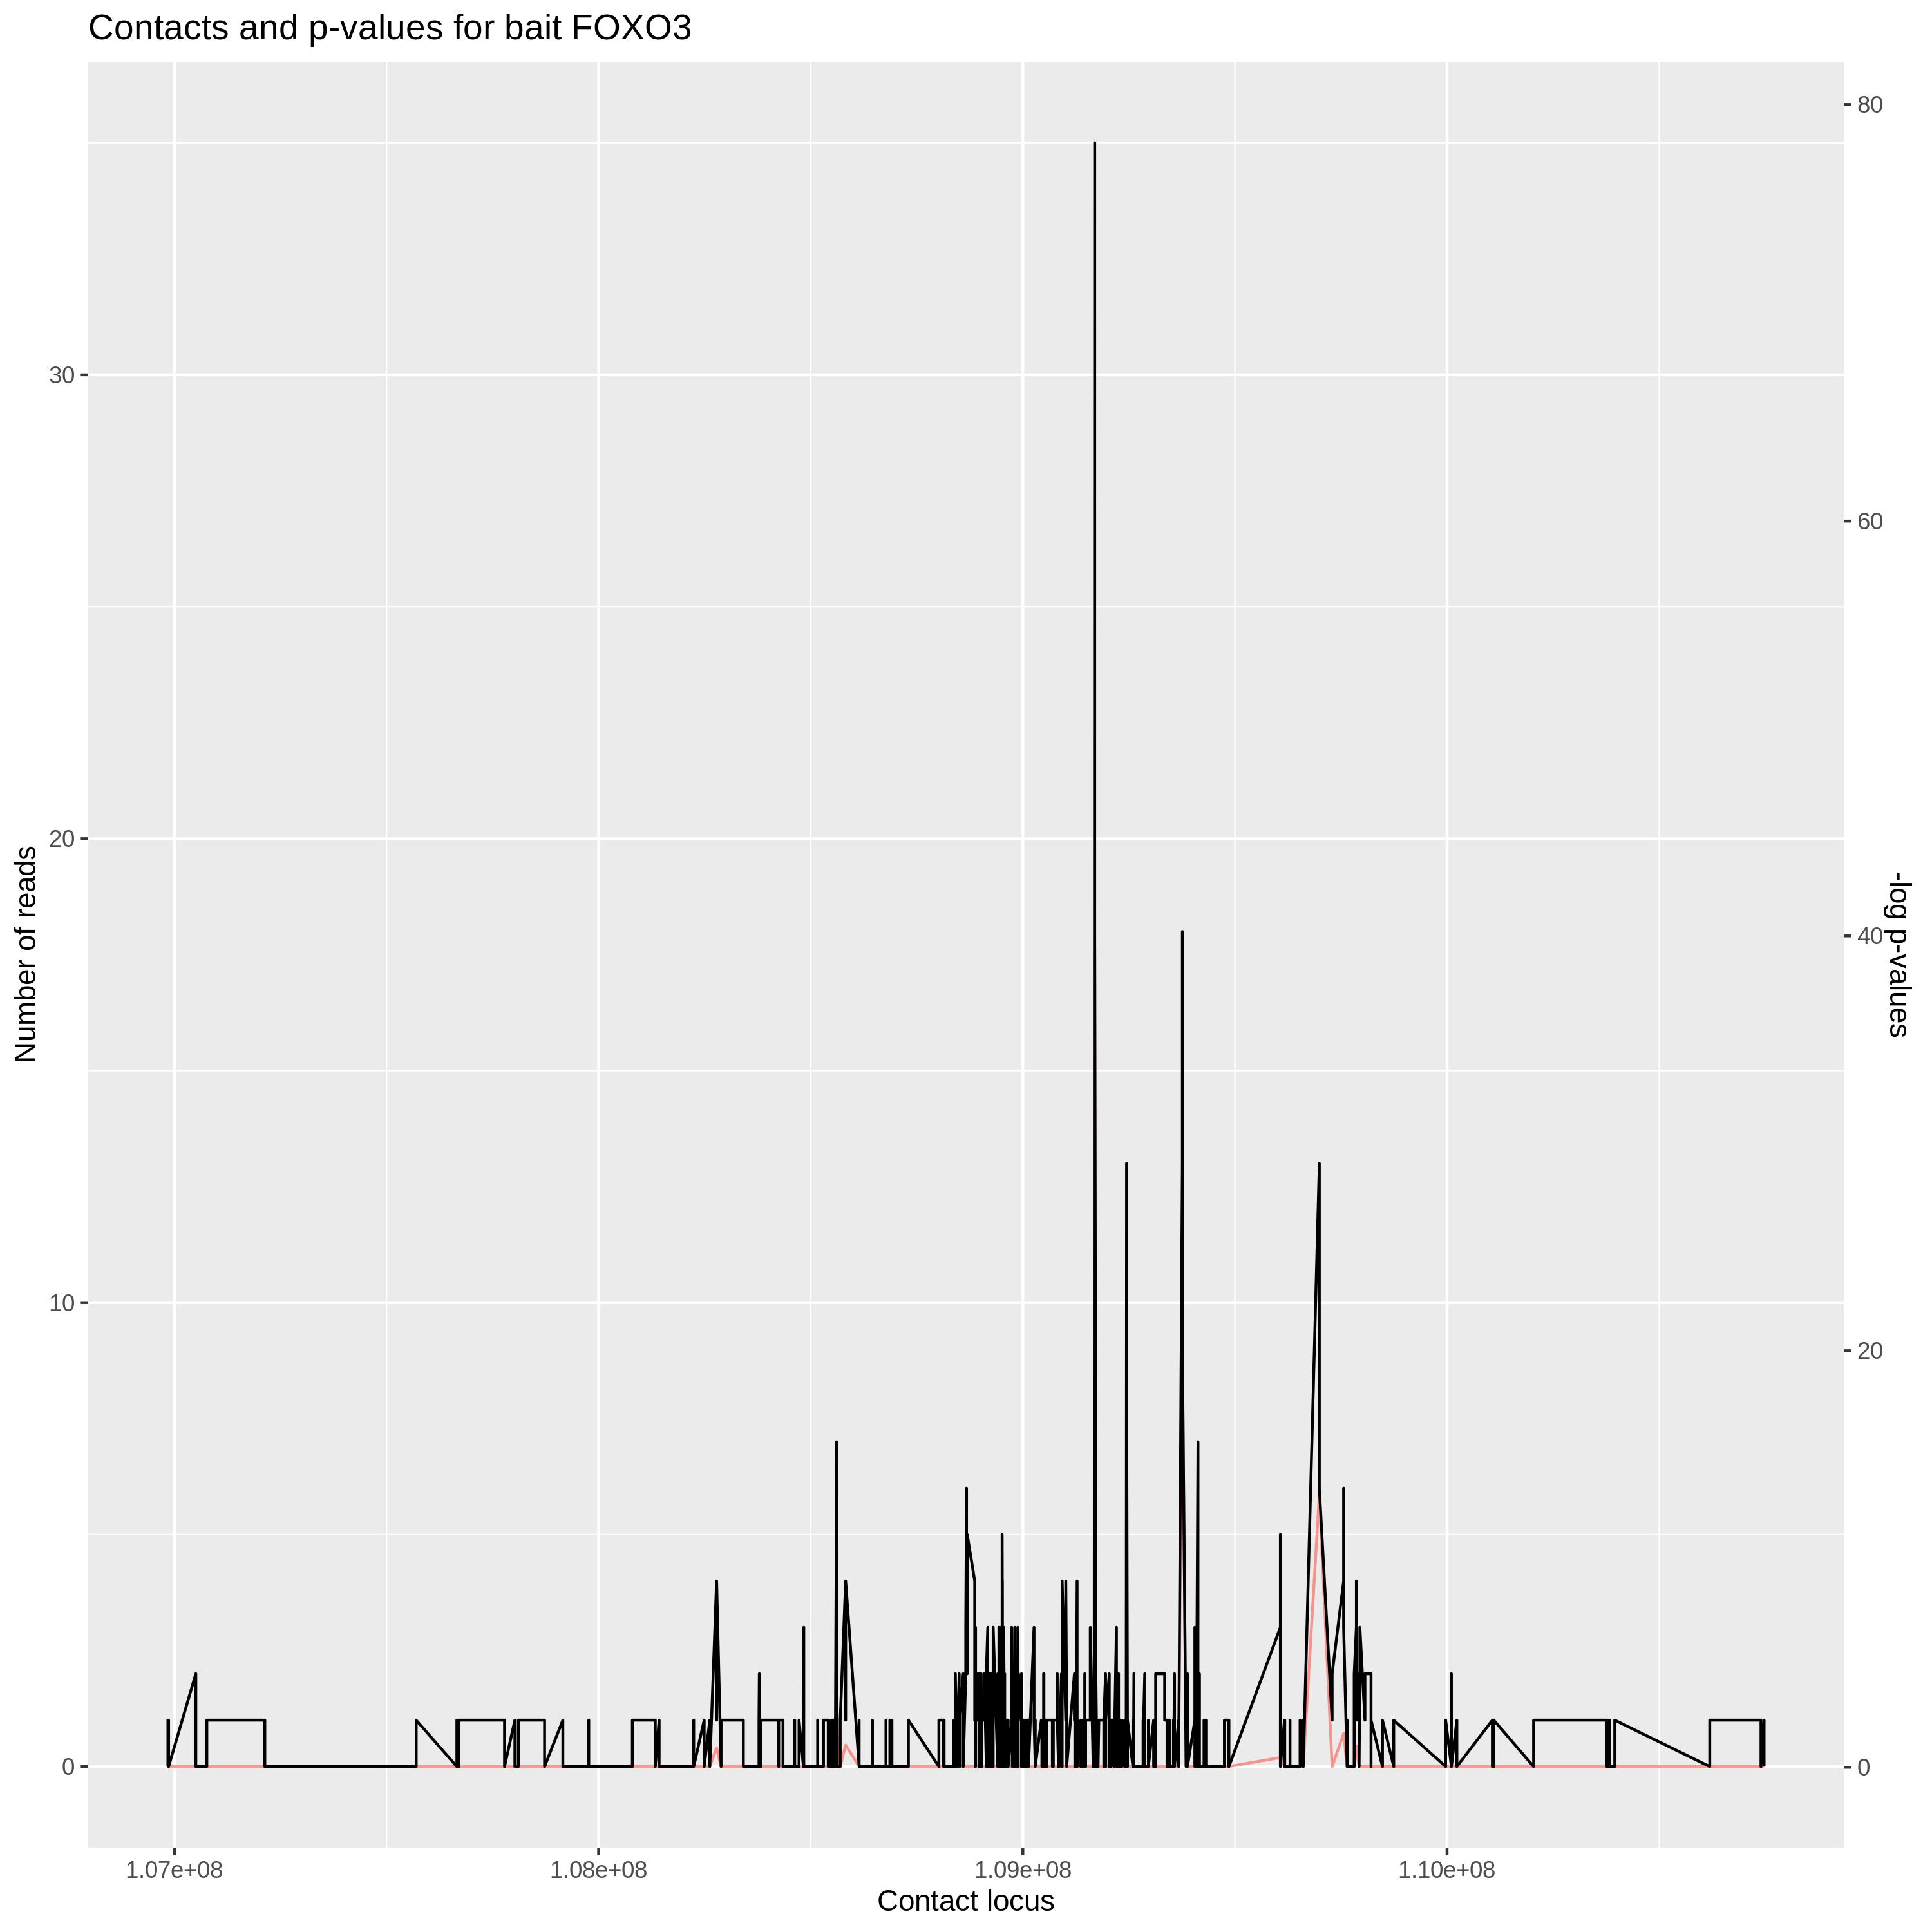 Contacts and p-values for bait FOXO3
Number of reads
30
20
10
0
80
60
40
20
0
-log p-values
1.07e+08 1.08e+08 1.09e+08 1.10e+08
Contact locus